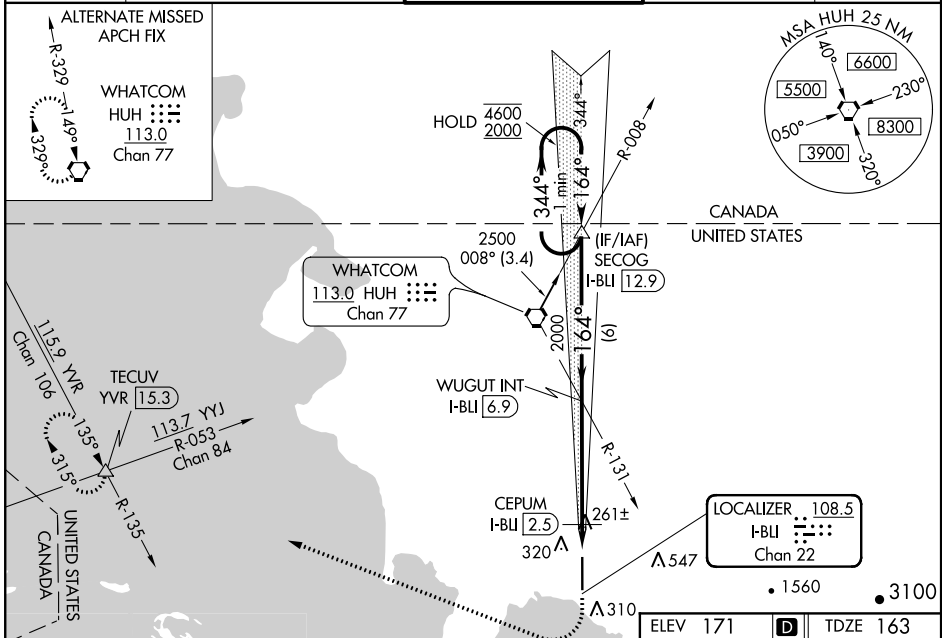 ALTERNATE MISSED
APCH FIX
R-329
149°
329°
WHATCOM
HUH
113.0
Chan 77
HOLD 4600
2000
344°
344°
1 min
164°
R-008
MSA HUH 25 NM
140°
6600
5500
230°
050°
8300
3900
320°
CANADA
UNITED STATES
2500
008° (3.4)
(IF/IAF)
SECOG
I-BLI 12.9
WHATCOM
113.0 HUH
Chan 77
2000
164°
(6)
WUGUT INT
I-BLI 6.9
R-131
115.9 YVR
Chan 106
TECUV
YVR 15.3
135°
315°
113.7 YYJ
R-053
Chan 84
R-135
UNITED STATES
CANADA
CEPUM
I-BLI 2.5
261±
320
547
LOCALIZER 108.5
I-BLI
Chan 22
1560
3100
310
ELEV 171 D TDZE 163